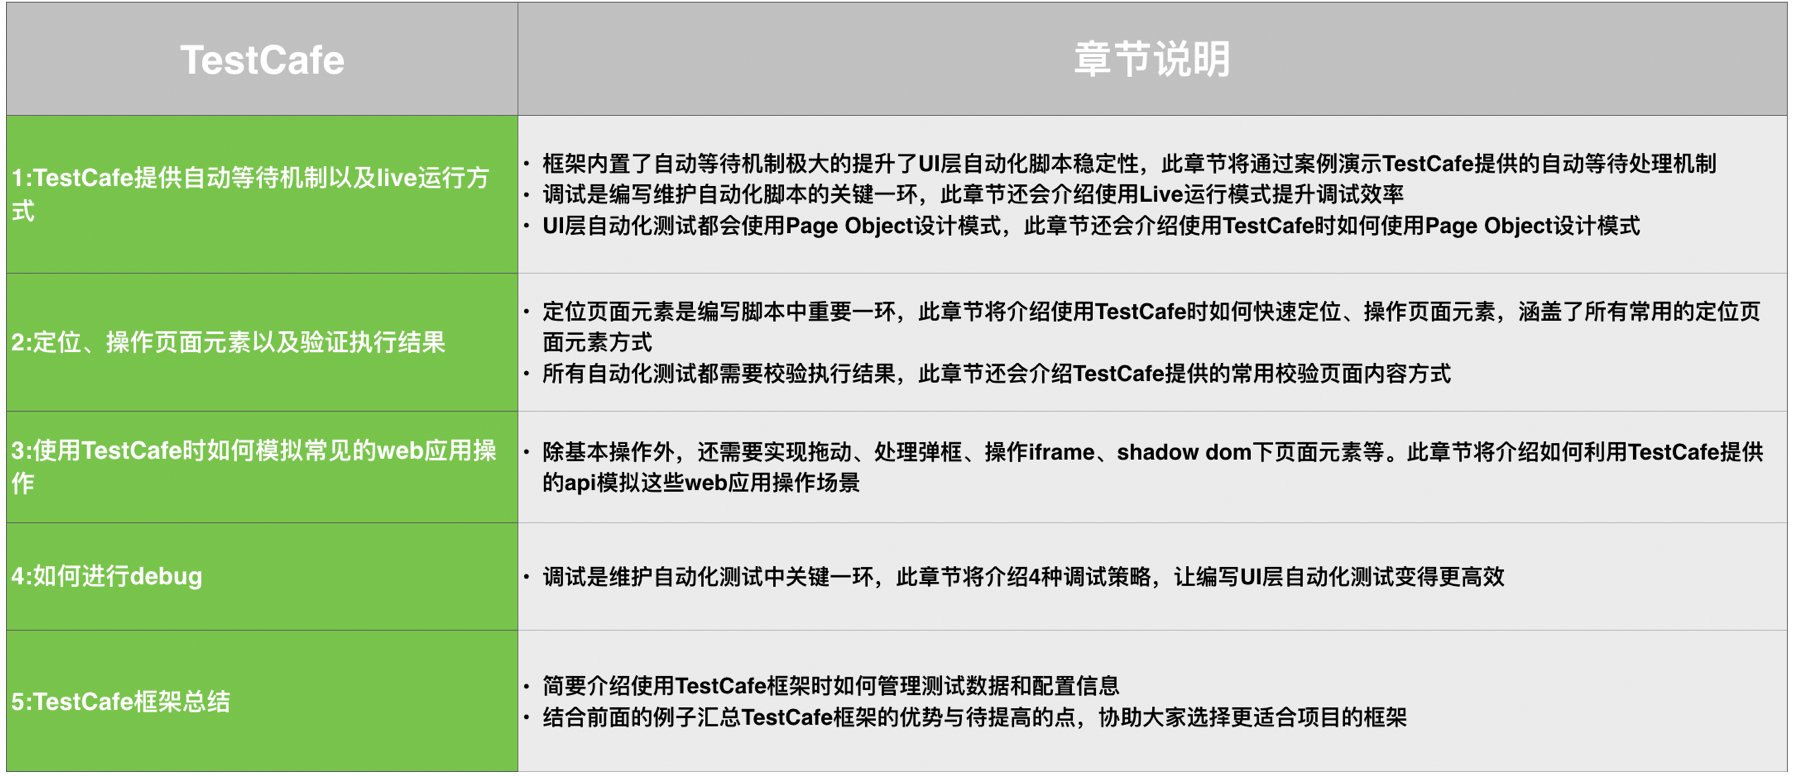 TestCafe
章节说明
1:TestCafe提供自动等待机制以及live运行方
式
• 框架内置了自动等待机制极大的提升了UI层自动化脚本稳定性，此章节将通过案例演示TestCafe提供的自动等待处理机制
• 调试是编写维护自动化脚本的关键一环，此章节还会介绍使用Live运行模式提升调试效率
• UI层自动化测试都会使用Page Object设计模式，此章节还会介绍使用TestCafe时如何使用Page Object设计模式
2:定位、操作页面元素以及验证执行结果
• 定位页面元素是编写脚本中重要一环，此章节将介绍使用TestCafe时如何快速定位、操作页面元素，涵盖了所有常用的定位页
面元素方式
• 所有自动化测试都需要校验执行结果，此章节还会介绍TestCafe提供的常用校验页面内容方式
3:使用TestCafe时如何模拟常见的web应用操
作
• 除基本操作外，还需要实现拖动、处理弹框、操作iframe、shadow dom下页面元素等。此章节将介绍如何利用TestCafe提供
的api模拟这些web应用操作场景
4:如何进行debug
• 调试是维护自动化测试中关键一环，此章节将介绍4种调试策略，让编写UI层自动化测试变得更高效
5:TestCafe框架总结
• 简要介绍使用TestCafe框架时如何管理测试数据和配置信息
• 结合前面的例子汇总TestCafe框架的优势与待提高的点，协助大家选择更适合项目的框架